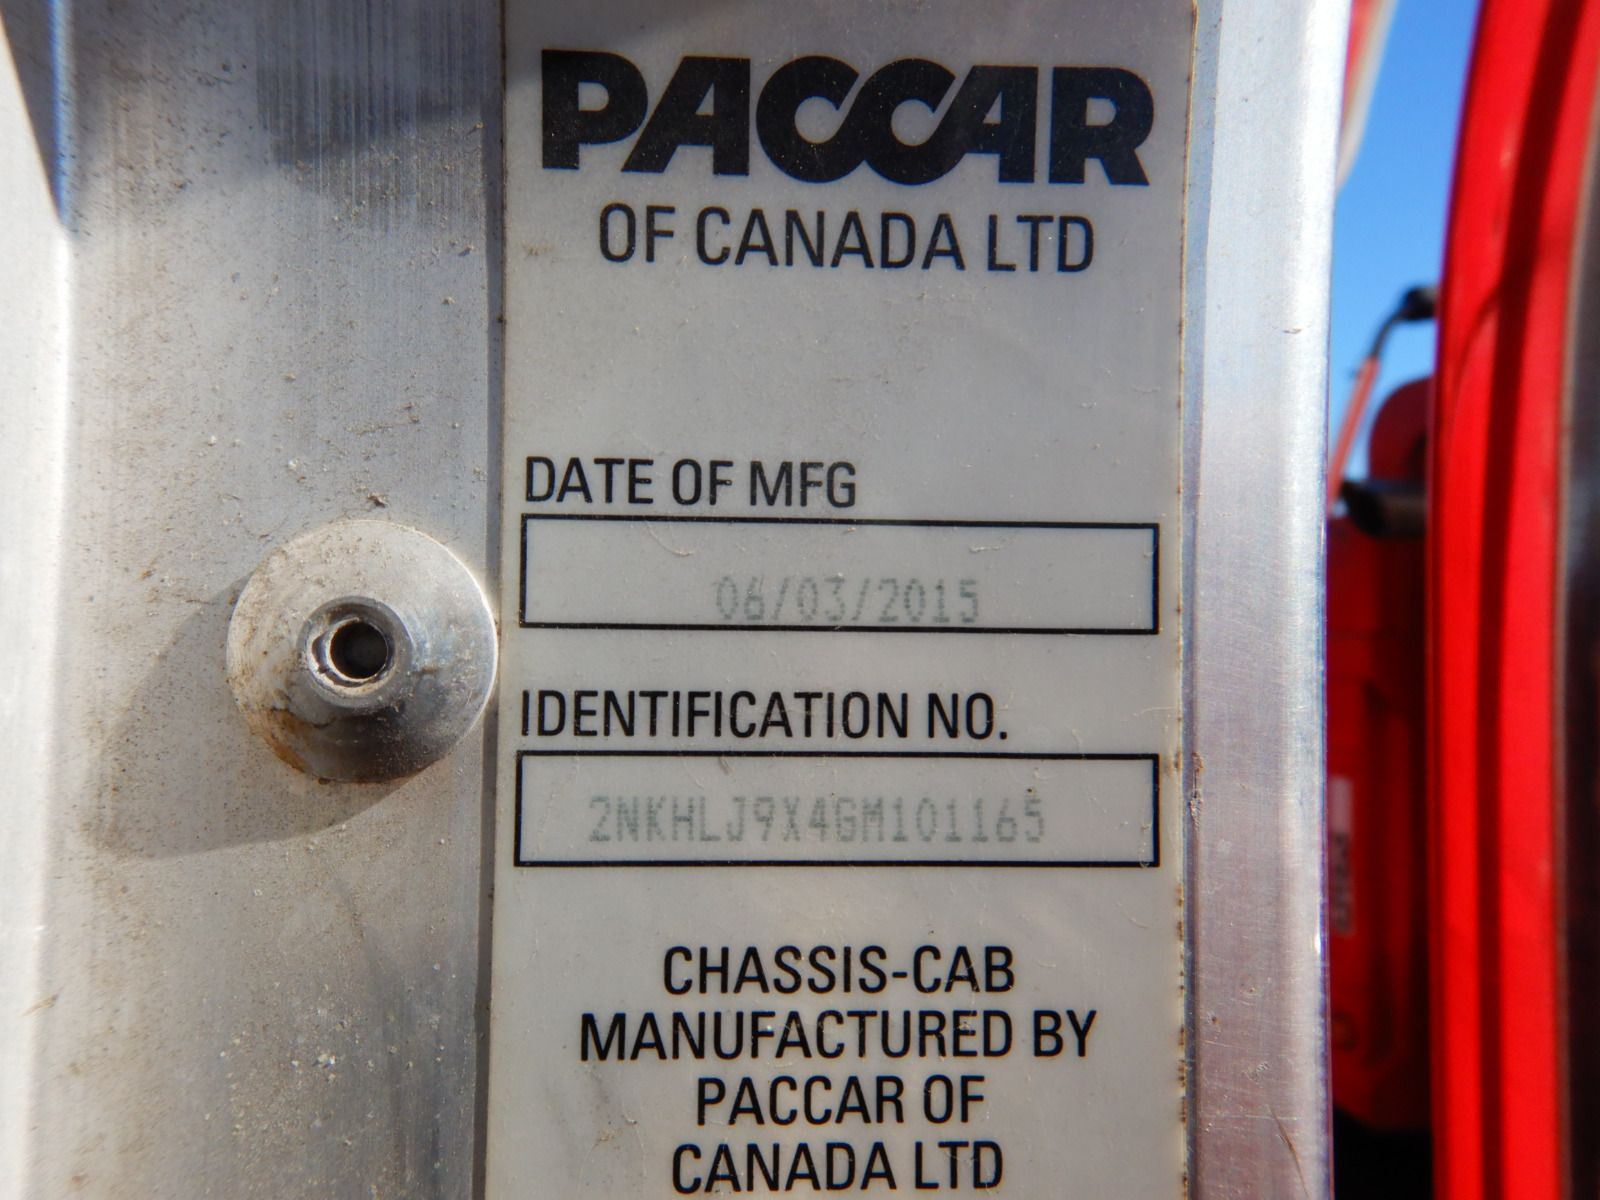 PACCAR
OF CANADA LTD
DATE OF MFG
06/03/2015
IDENTIFICATION NO.
2NKHLJ9X4GM101165
CHASSIS-CAB
MANUFACTURED BY
PACCAR OF
CANADA LTD